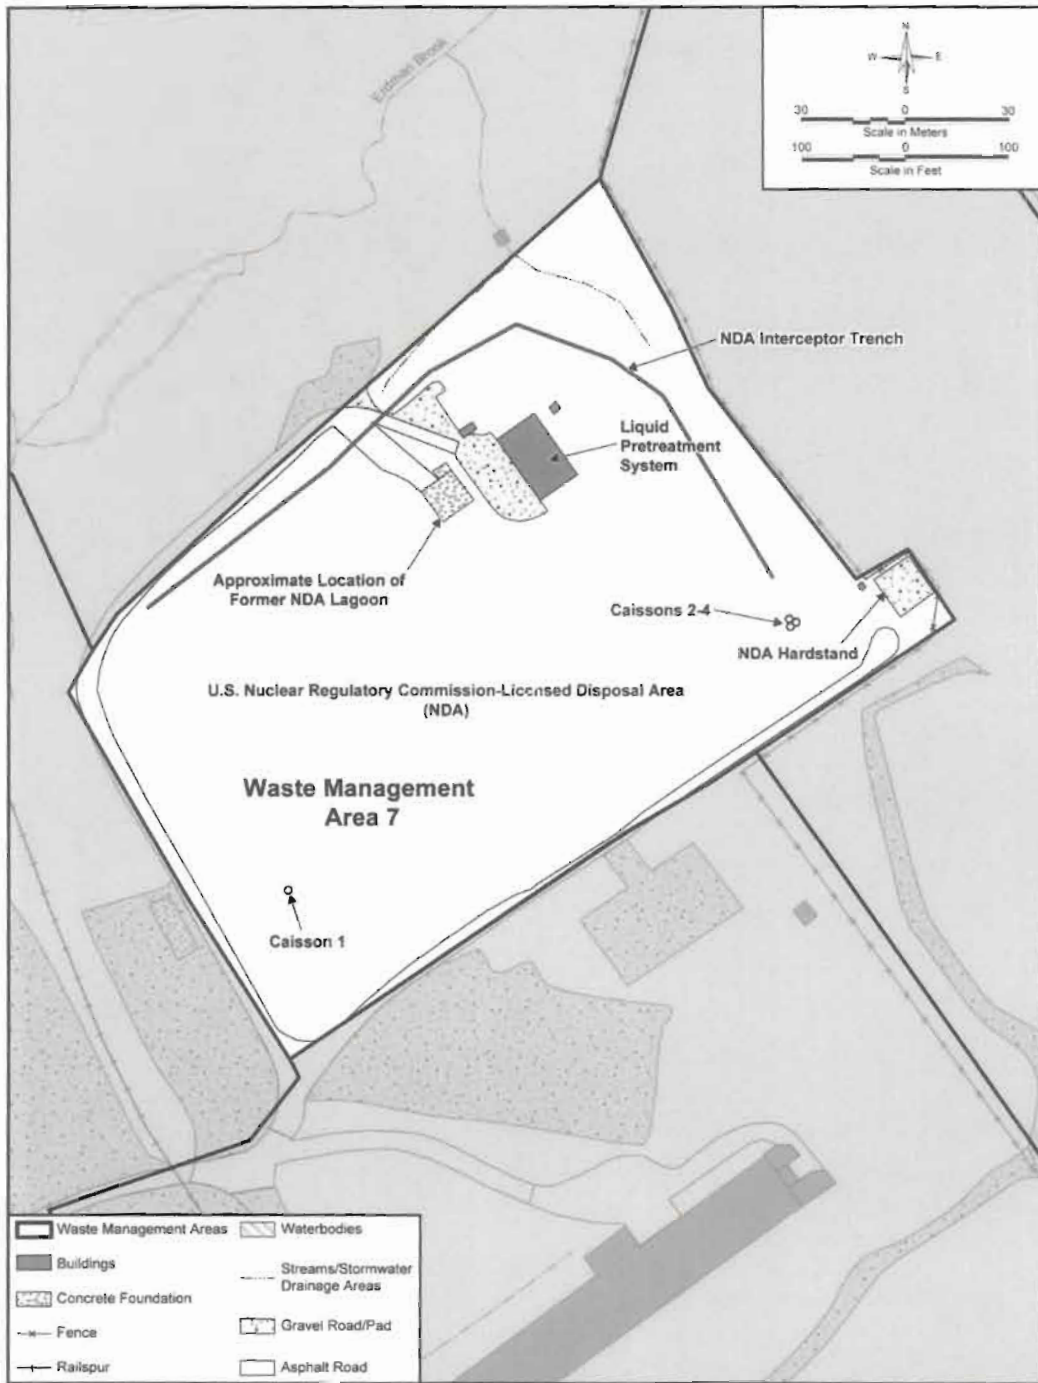 Erdman Brook
N
W E
S
30 0 30
Scale in Meters
100 0 100
Scale in Feet
NDA Interceptor Trench
Liquid
Pretreatment
System
Approximate Location of
Former NDA Lagoon
Caissons 2-4
NDA Hardstand
U.S. Nuclear Regulatory Commission-Licensed Disposal Area
(NDA)
Waste Management
Area 7
Caisson 1
Waste Management Areas
Buildings
Concrete Foundation
Fence
Railspur
Waterbodies
Streams/Stormwater
Drainage Areas
Gravel Road/Pad
Asphalt Road